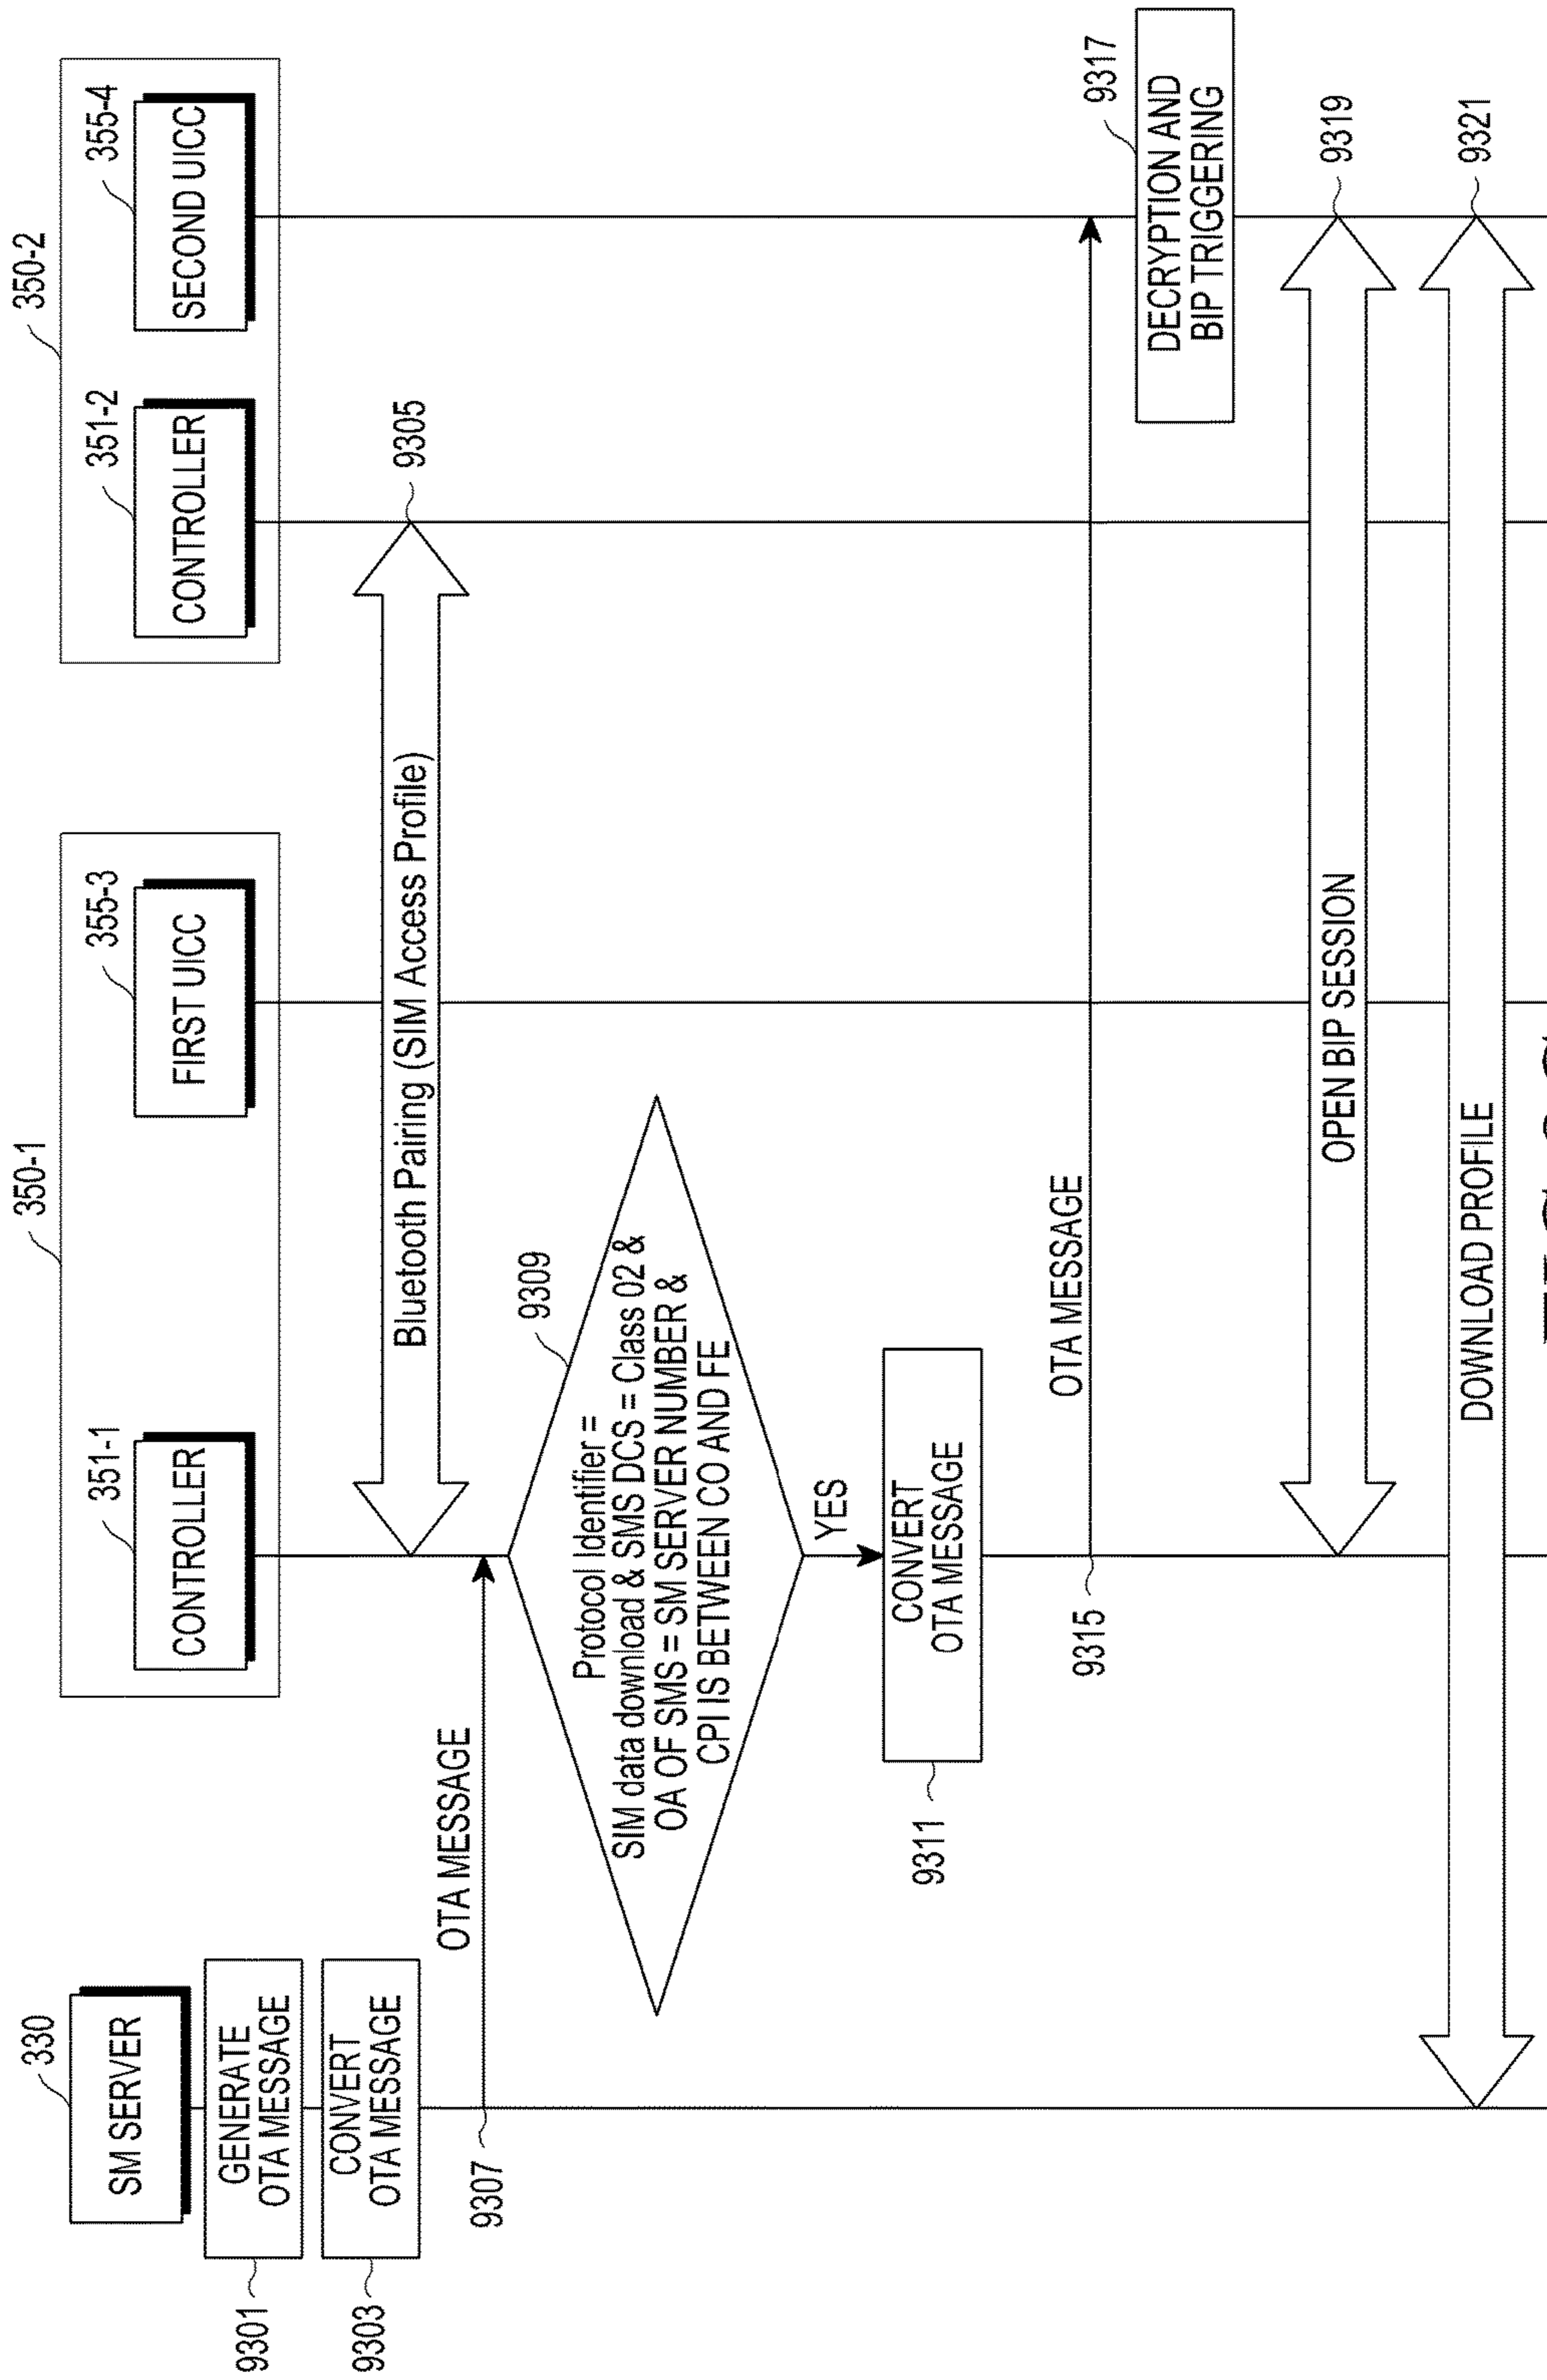 330
SM SERVER
350-1
351-1
CONTROLLER
355-3
FIRST UICC
350-2
351-2
CONTROLLER
355-4
SECOND UICC
9301
GENERATE
OTA MESSAGE
9303
CONVERT
OTA MESSAGE
Bluetooth Pairing (SIM Access Profile)
9305
OTA MESSAGE
9307
9309
Protocol Identifier =
SIM data download & SMS DCS = Class 02 &
OA OF SMS = SM SERVER NUMBER &
CPI IS BETWEEN CO AND FE
YES
CONVERT
OTA MESSAGE
9311
OTA MESSAGE
9315
9317
DECRYPTION AND
BIP TRIGGERING
OPEN BIP SESSION
9319
DOWNLOAD PROFILE
9321